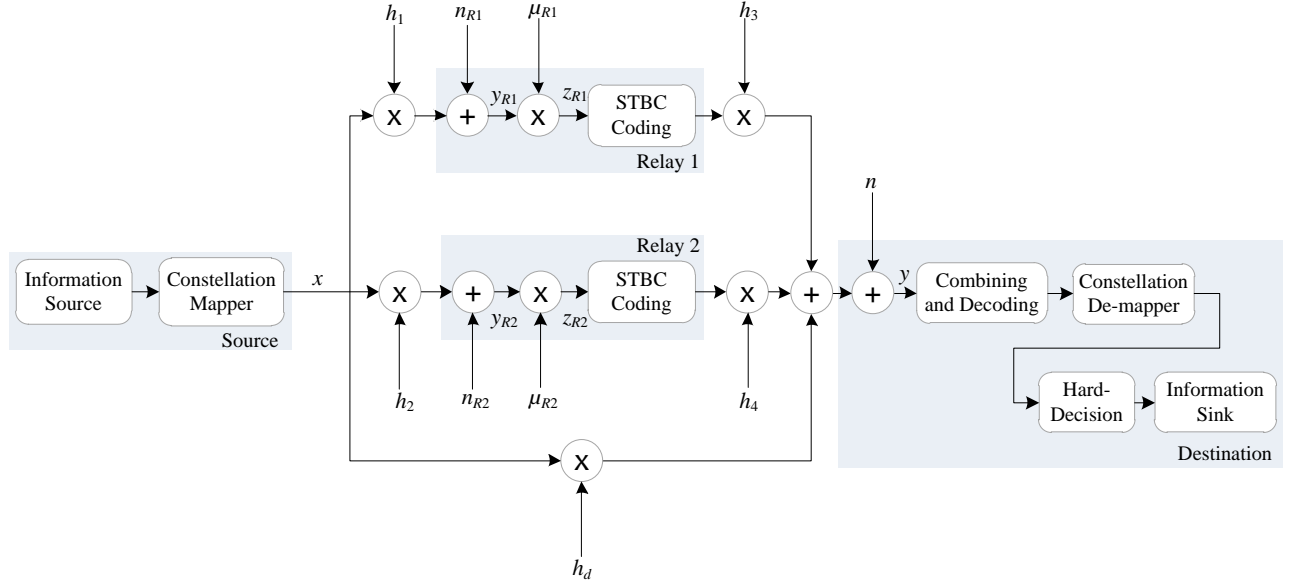 h1
nR1
μR1
h3
yR1
zR1
STBC
Coding
Relay 1
n
Relay 2
Information
Source
Constellation
Mapper
Source
x
STBC
Coding
yR2
zR2
h2
nR2
μR2
h4
y
Combining
and Decoding
Constellation
De-mapper
Hard-
Decision
Information
Sink
Destination
hd
x
+
x
x
x
+
x
x
+
+
x